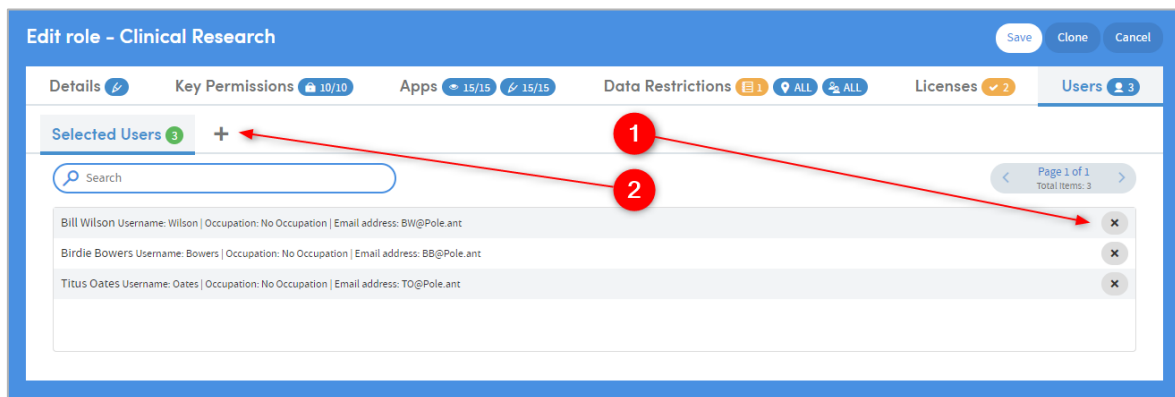 Edit role - Clinical Research
Save Clone Cancel
Details Key Permissions 10/10 Apps 15/15 15/15 Data Restrictions 1 ALL ALL Licenses 2 Users 3
Selected Users 3 +
1
Search
Page 1 of 1
Total Items: 3
2
Bill Wilson Username: Wilson | Occupation: No Occupation | Email address: BW@Pole.ant
Birdie Bowers Username: Bowers | Occupation: No Occupation | Email address: BB@Pole.ant
Titus Oates Username: Oates | Occupation: No Occupation | Email address: TO@Pole.ant